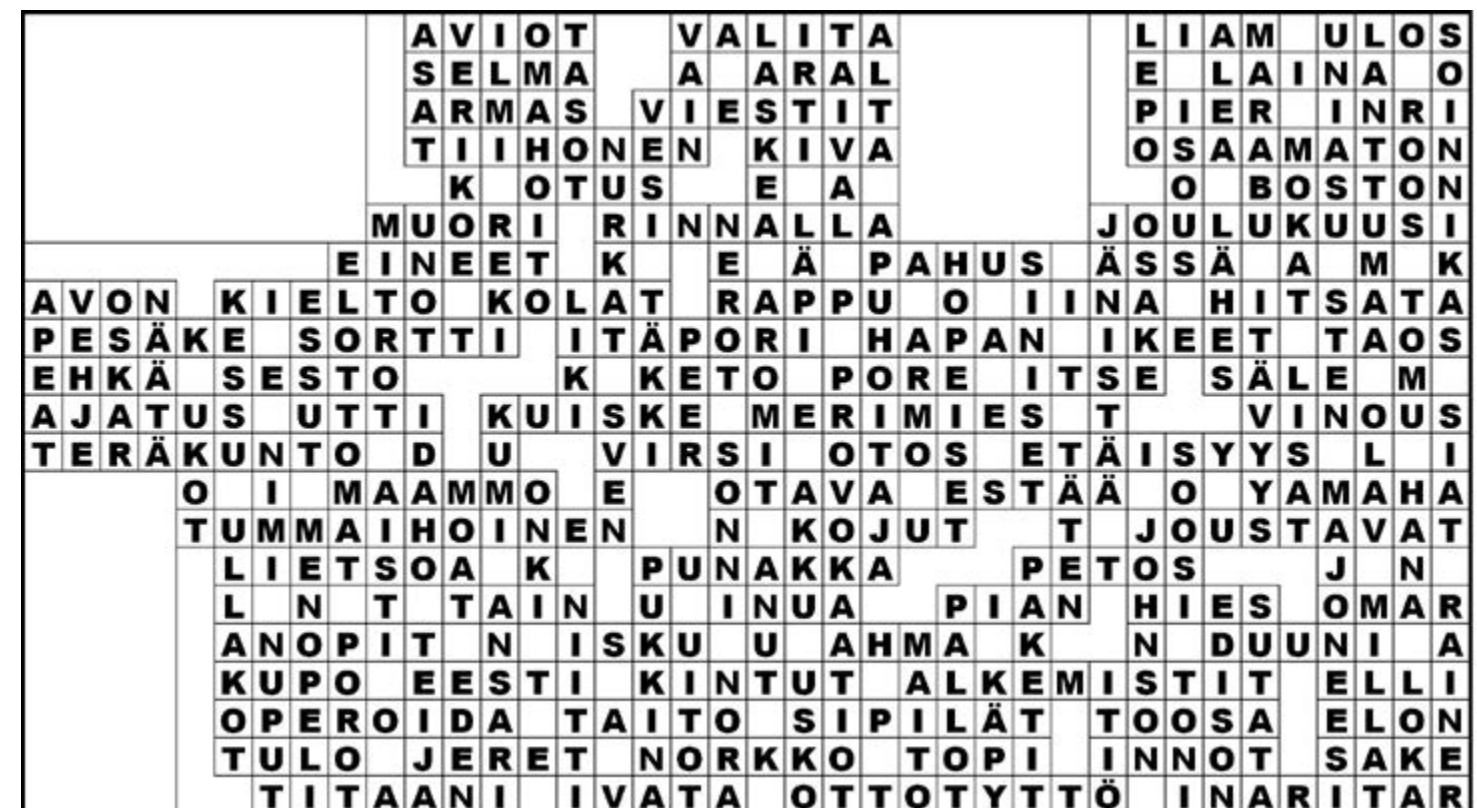 AVIOT VALITA LIAM ULOS
SELMA A ARAL E LAINA O
ARMAS VIESTIT PIER INRI
TIIHONEN KIVA OSAAMATON
K OTUS E A O BOSTON
MUORI RINNALLA JOULUKUUSI
EINEET K E Ä PAHUS ÄSSÄ A M K
AVON KIELTO KOLAT RAPPU O IINA HITSATA
PESÄKE SORTTI ITÄPORI HAPAN IKEET TAOS
EHKÄ SESTO K KETO PORE ITSE SÄLE M
AJATUS UTTI KUISKE MERIMIES T VINOUS
TERÄKUNTO D U VIRSI OTOS ETÄISYYS L I
O I MAAMMO E OTAVA ESTÄÄ O YAMAHA
TUMMAIHOINEN N KOJUT T JOUSTAVAT
LIETSOA K PUNAKKA PETOS J N
L N T TAIN U INUA PIAN HIES OMAR
ANOPIT N ISKU U AHMA K N DUUNI A
KUPO EESTI KINTUT ALKEMISTIT ELLI
OPEROIDA TAITO SIPILÄT TOOSA ELON
TULO JERET NORKKO TOPI INNOT SAKE
TITAANI IVATA OTTOTYTTÖ INARITAR